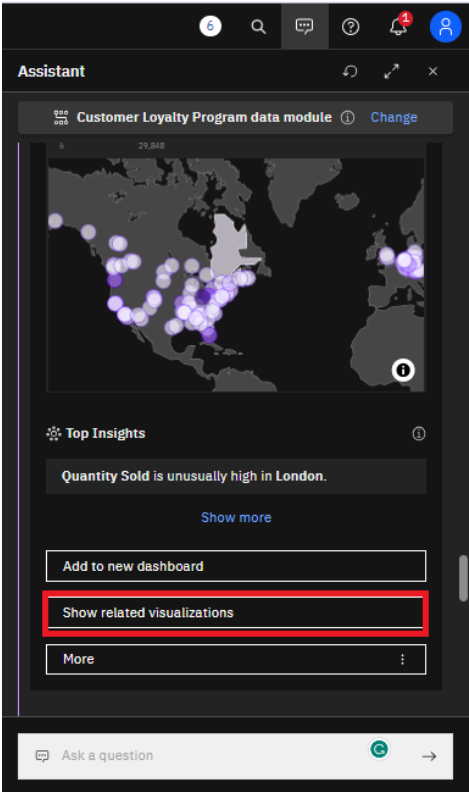 6
1
Assistant
Customer Loyalty Program data module
Change
6 29,848
Top Insights
Quantity Sold is unusually high in London.
Show more
Add to new dashboard
Show related visualizations
More
Ask a question